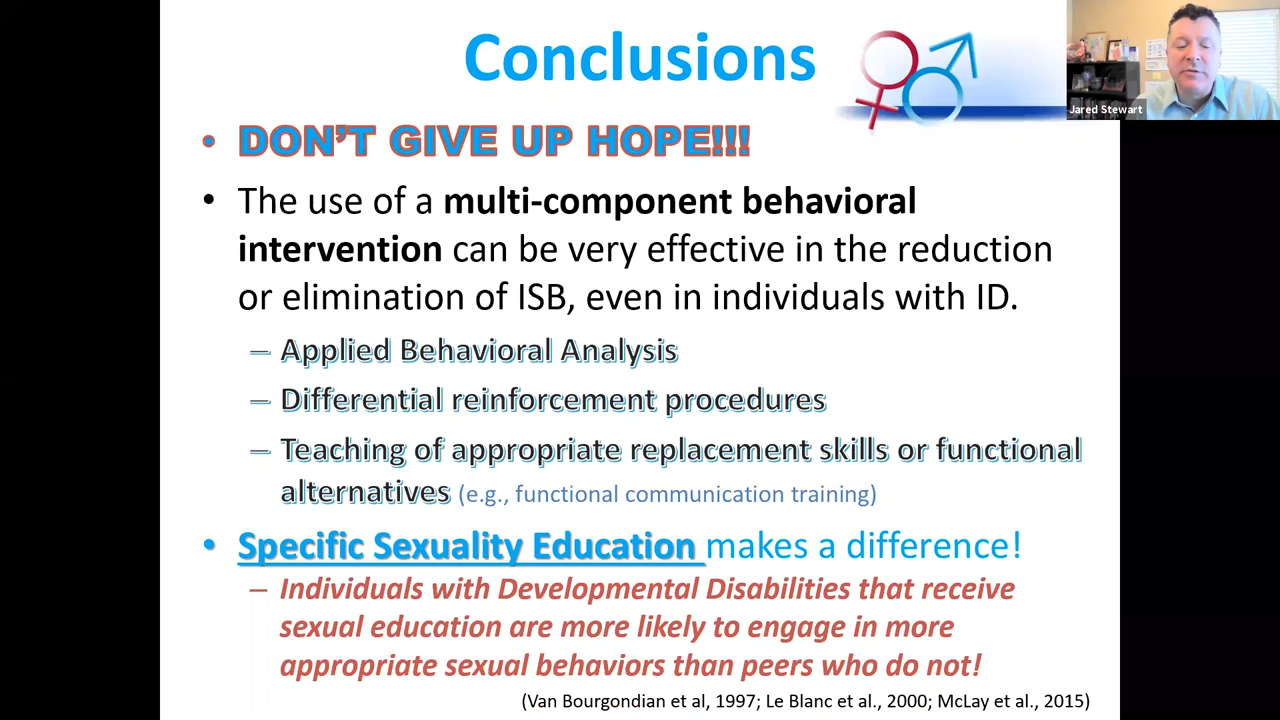 Conclusions
Jared Stewart
• DON'T GIVE UP HOPE!!!
• The use of a multi-component behavioral
intervention can be very effective in the reduction
or elimination of ISB, even in individuals with ID.
– Applied Behavioral Analysis
– Differential reinforcement procedures
– Teaching of appropriate replacement skills or functional
alternatives (e.g., functional communication training)
• Specific Sexuality Education makes a difference!
– Individuals with Developmental Disabilities that receive
sexual education are more likely to engage in more
appropriate sexual behaviors than peers who do not!
(Van Bourgondian et al, 1997; Le Blanc et al., 2000; McLay et al., 2015)